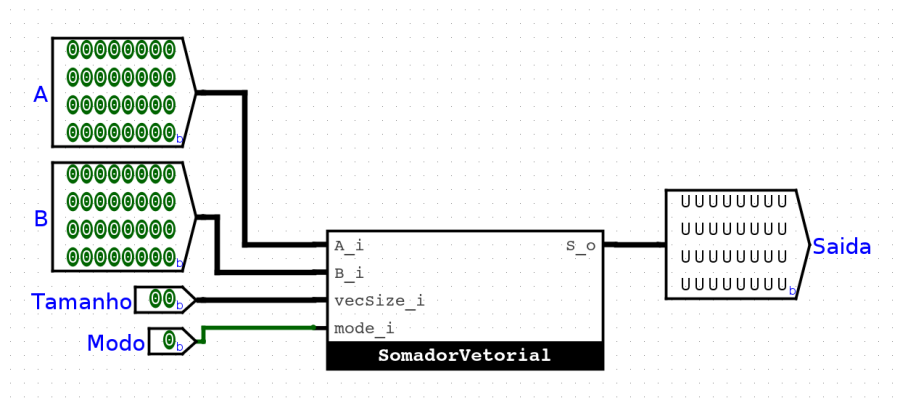 00000000
00000000
A
00000000
00000000b
00000000
00000000
B
00000000
00000000b
UUUUUUUU
UUUUUUUU
Saida
UUUUUUUU
UUUUUUUUb
A_i
S_o
B_i
Tamanho 00b
vecSize_i
Modo 0b
mode_i
SomadorVetorial